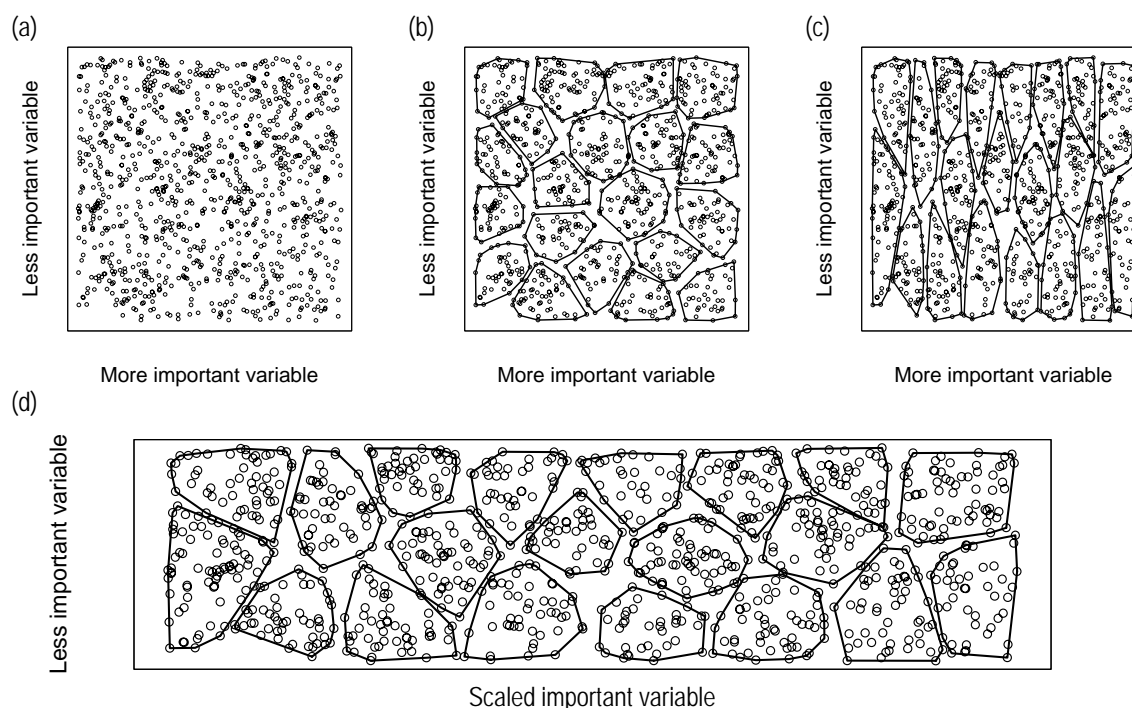 (a)
(b)
(c)
Less important variable
Less important variable
Less important variable
More important variable
More important variable
More important variable
(d)
Less important variable
Scaled important variable